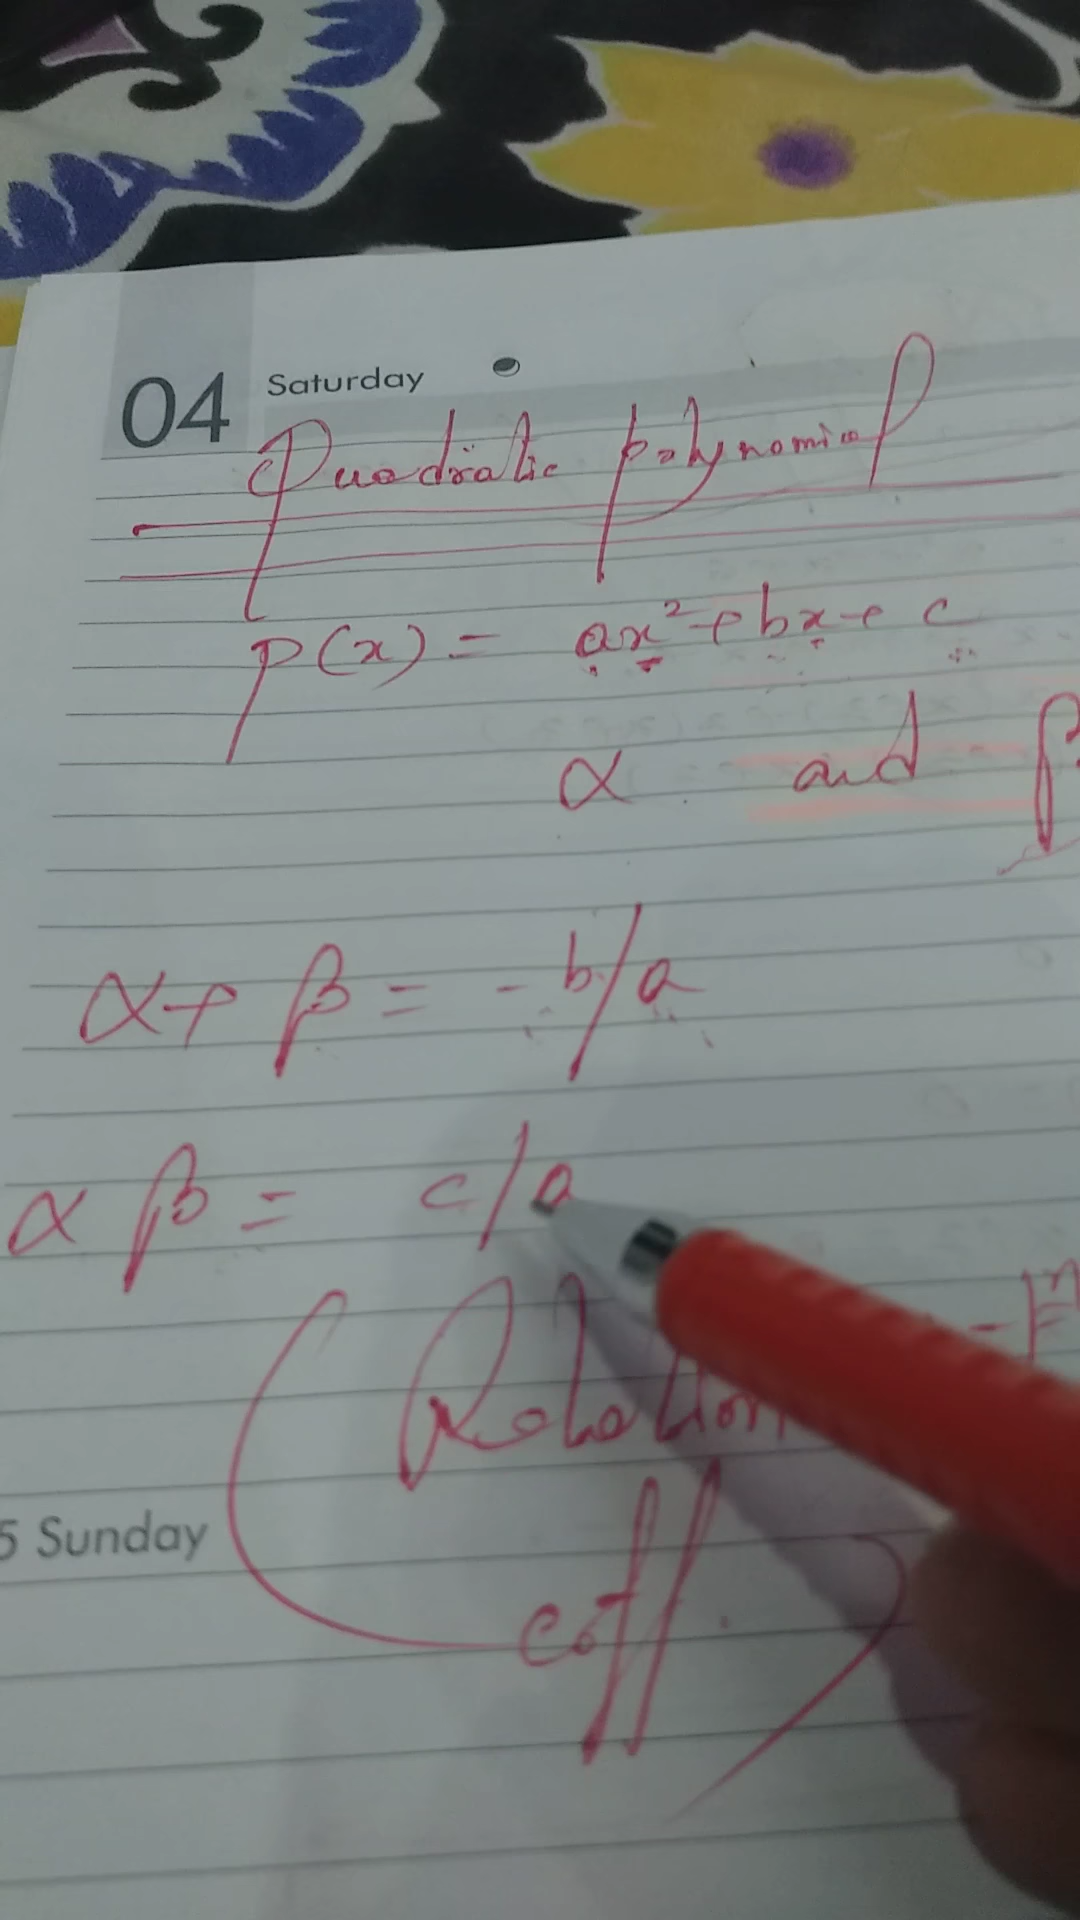 04 Saturday
Quadratic polynomial
p(x) = ax²+bx+c
α and β
α+β = -b/a
αβ = c/a
(Relation
5 Sunday
coff)